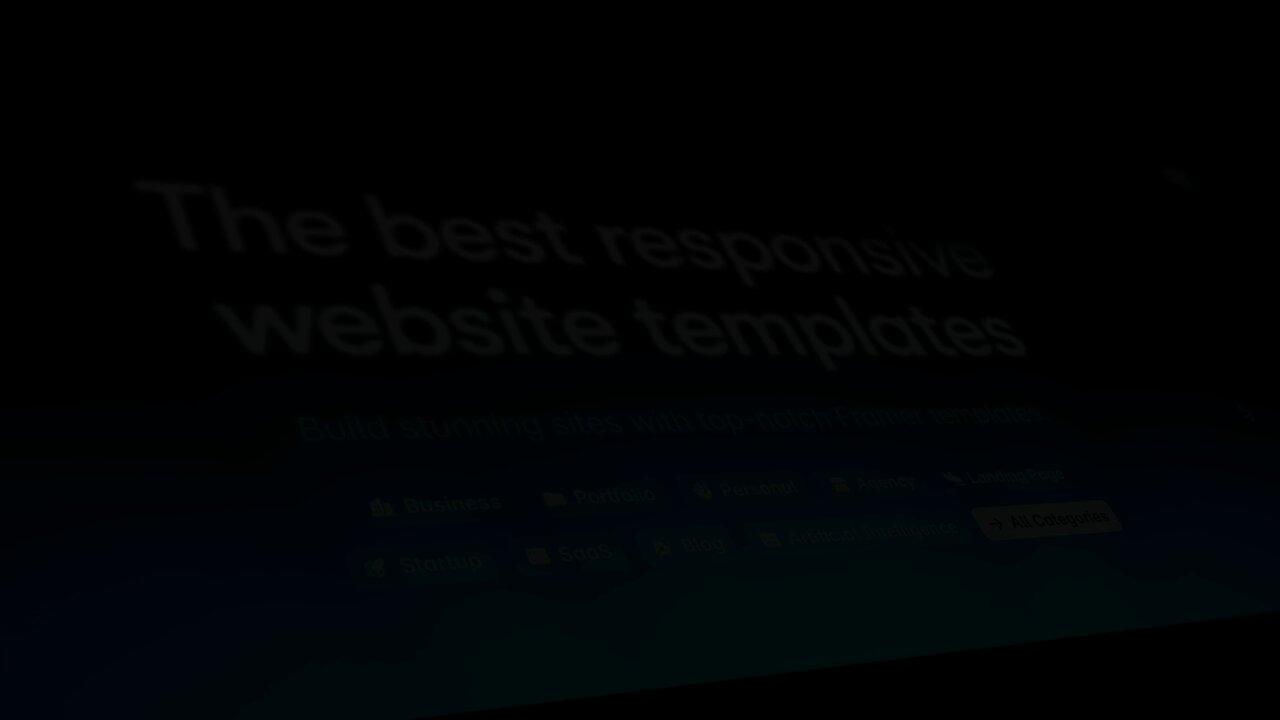 The best responsive
website templates
Build stunning sites with top-notch Framer templates
Business Portfolio Personal Agency Landing Page
Startup SaaS Blog Artificial Intelligence → All Categories